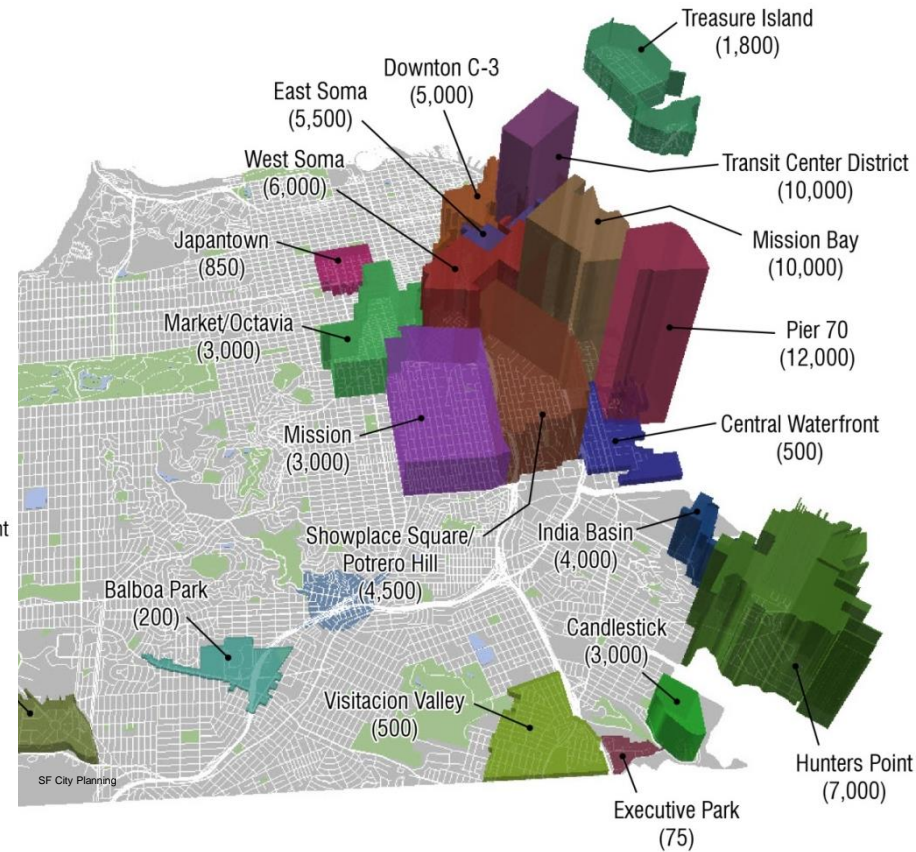 Treasure Island
(1,800)
Downton C-3
(5,000)
East Soma
(5,500)
West Soma
(6,000)
Transit Center District
(10,000)
Japantown
(850)
Mission Bay
(10,000)
Market/Octavia
(3,000)
Pier 70
(12,000)
Mission
(3,000)
Central Waterfront
(500)
Showplace Square/
Potrero Hill
(4,500)
India Basin
(4,000)
Balboa Park
(200)
Candlestick
(3,000)
Visitacion Valley
(500)
Hunters Point
(7,000)
Executive Park
(75)
SF City Planning